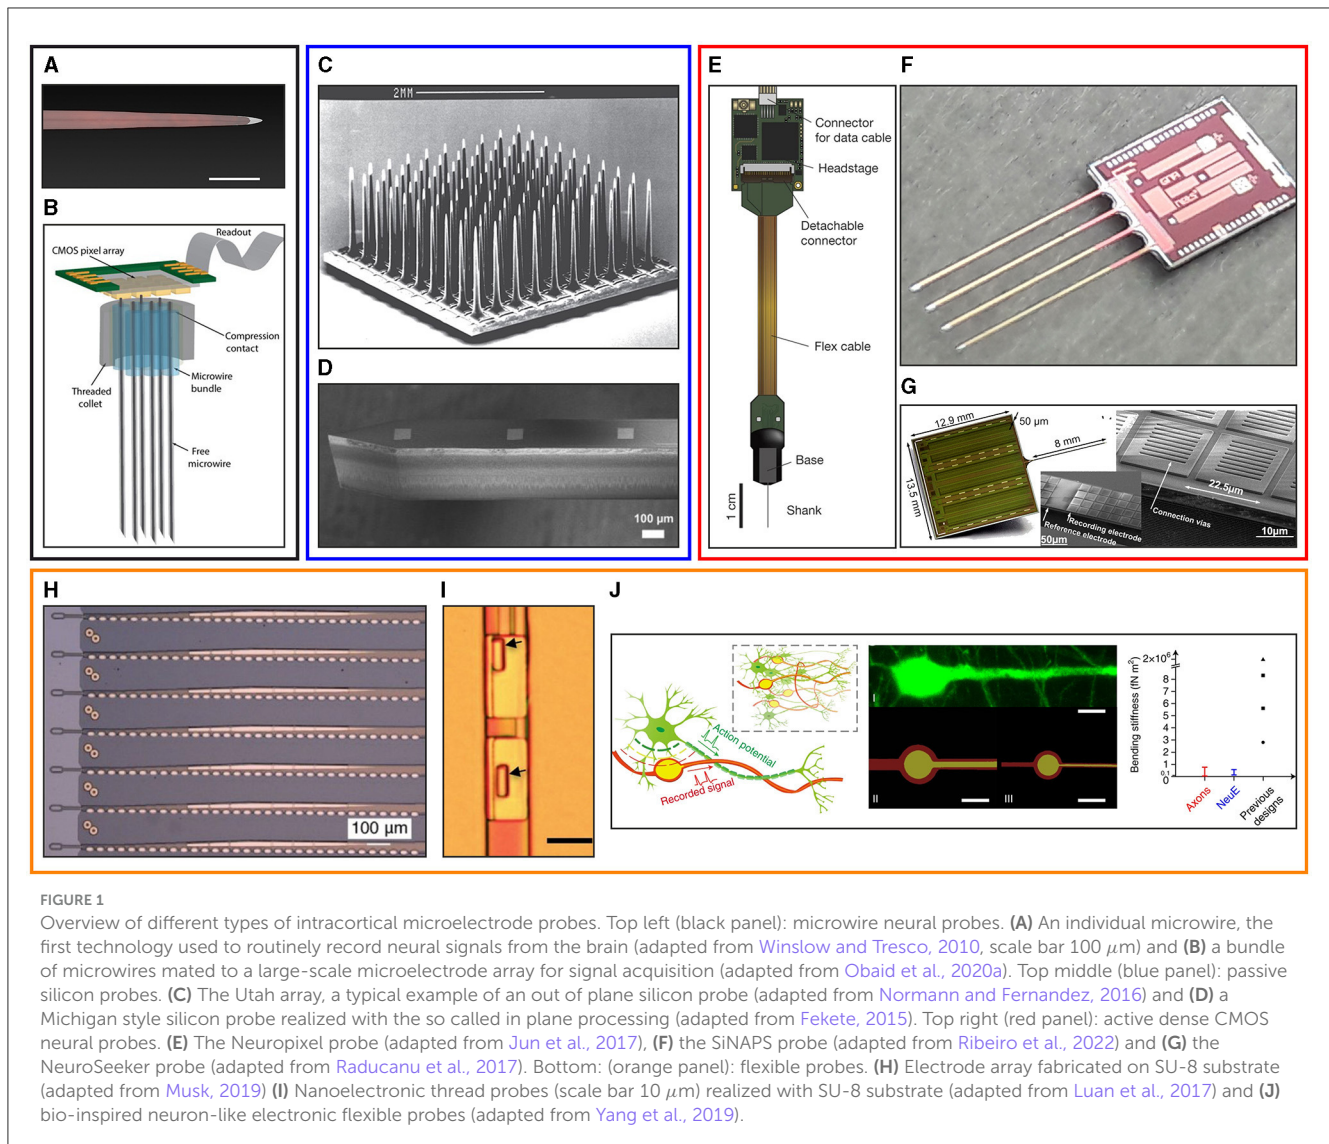 A
B
CMOS pixel array
Readout
Compression
contact
Threaded
collet
Microwire
bundle
Free
microwire
C
2MM
D
100 µm
E
Connector
for data cable
Headstage
Detachable
connector
Flex cable
Base
1 cm
Shank
F
G
12.9 mm
50 µm
8 mm
13.5 mm
Recording electrode
Reference electrode
50µm
22.5µm
Connection vias
10µm
H
100 µm
I
J
Action potential
Recorded signal
I
II
III
Bending stiffness (fN m²)
2×10⁶
8
7
6
5
4
3
2
1
0.1
0
Axons
NeuE
Previous
designs
FIGURE 1
Overview of different types of intracortical microelectrode probes. Top left (black panel): microwire neural probes. (A) An individual microwire, the
first technology used to routinely record neural signals from the brain (adapted from Winslow and Tresco, 2010, scale bar 100 µm) and (B) a bundle
of microwires mated to a large-scale microelectrode array for signal acquisition (adapted from Obaid et al., 2020a). Top middle (blue panel): passive
silicon probes. (C) The Utah array, a typical example of an out of plane silicon probe (adapted from Normann and Fernandez, 2016) and (D) a
Michigan style silicon probe realized with the so called in plane processing (adapted from Fekete, 2015). Top right (red panel): active dense CMOS
neural probes. (E) The Neuropixel probe (adapted from Jun et al., 2017), (F) the SiNAPS probe (adapted from Ribeiro et al., 2022) and (G) the
NeuroSeeker probe (adapted from Raducanu et al., 2017). Bottom: (orange panel): flexible probes. (H) Electrode array fabricated on SU-8 substrate
(adapted from Musk, 2019) (I) Nanoelectronic thread probes (scale bar 10 µm) realized with SU-8 substrate (adapted from Luan et al., 2017) and (J)
bio-inspired neuron-like electronic flexible probes (adapted from Yang et al., 2019).